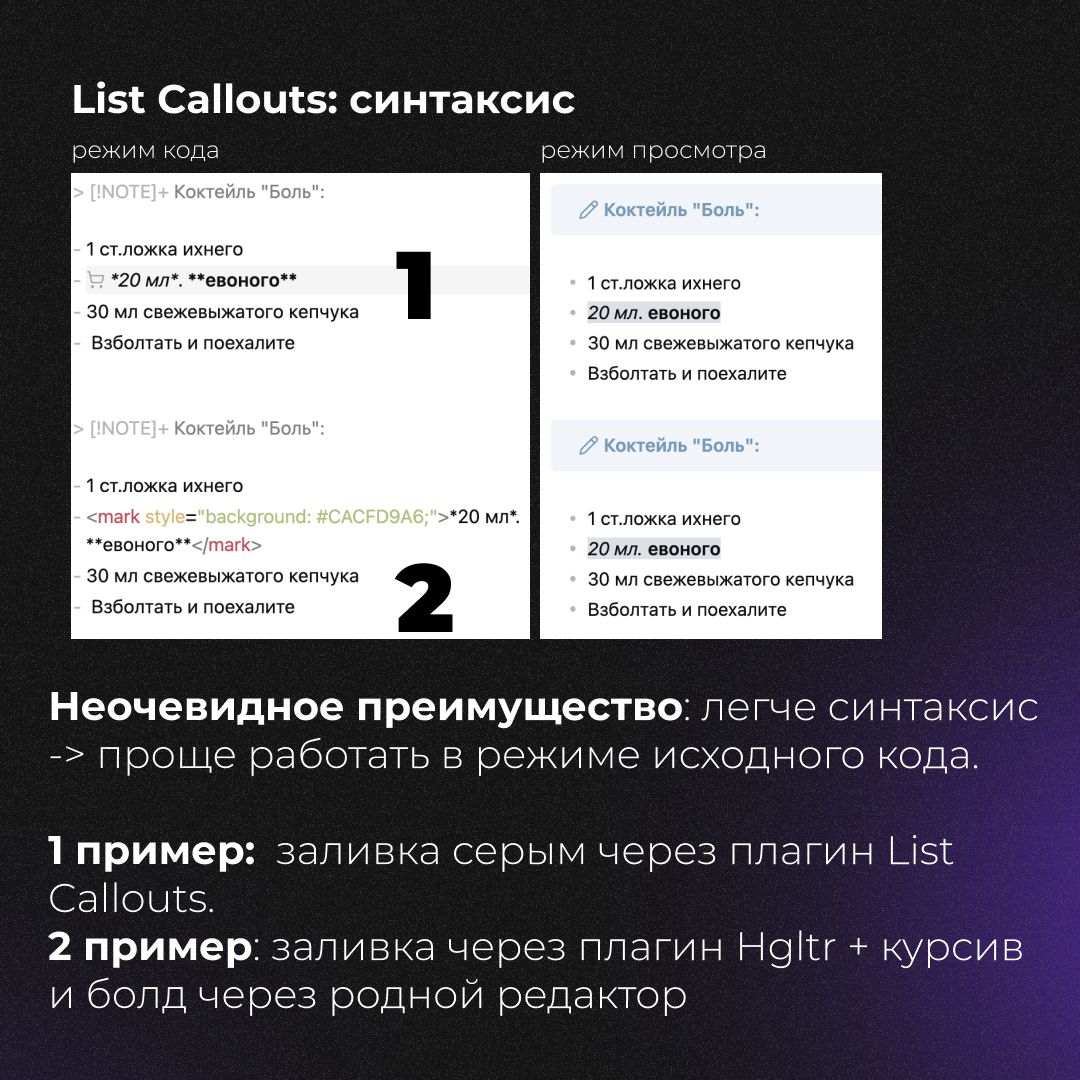 List Callouts: синтаксис
режим кода
режим просмотра
> [!NOTE]+ Коктейль "Боль":
- 1 ст.ложка ихнего
- *20 мл*. **евоного**
- 30 мл свежевыжатого кепчука
- Взболтать и поехалите
1
> [!NOTE]+ Коктейль "Боль":
- 1 ст.ложка ихнего
- <mark style="background: #CACFD9A6;">*20 мл*.
**евоного**</mark>
- 30 мл свежевыжатого кепчука
- Взболтать и поехалите
2
Коктейль "Боль":
• 1 ст.ложка ихнего
• 20 мл. евоного
• 30 мл свежевыжатого кепчука
• Взболтать и поехалите
Коктейль "Боль":
• 1 ст.ложка ихнего
• 20 мл. евоного
• 30 мл свежевыжатого кепчука
• Взболтать и поехалите
Неочевидное преимущество: легче синтаксис
-> проще работать в режиме исходного кода.
1 пример: заливка серым через плагин List
Callouts.
2 пример: заливка через плагин Hgltr + курсив
и болд через родной редактор